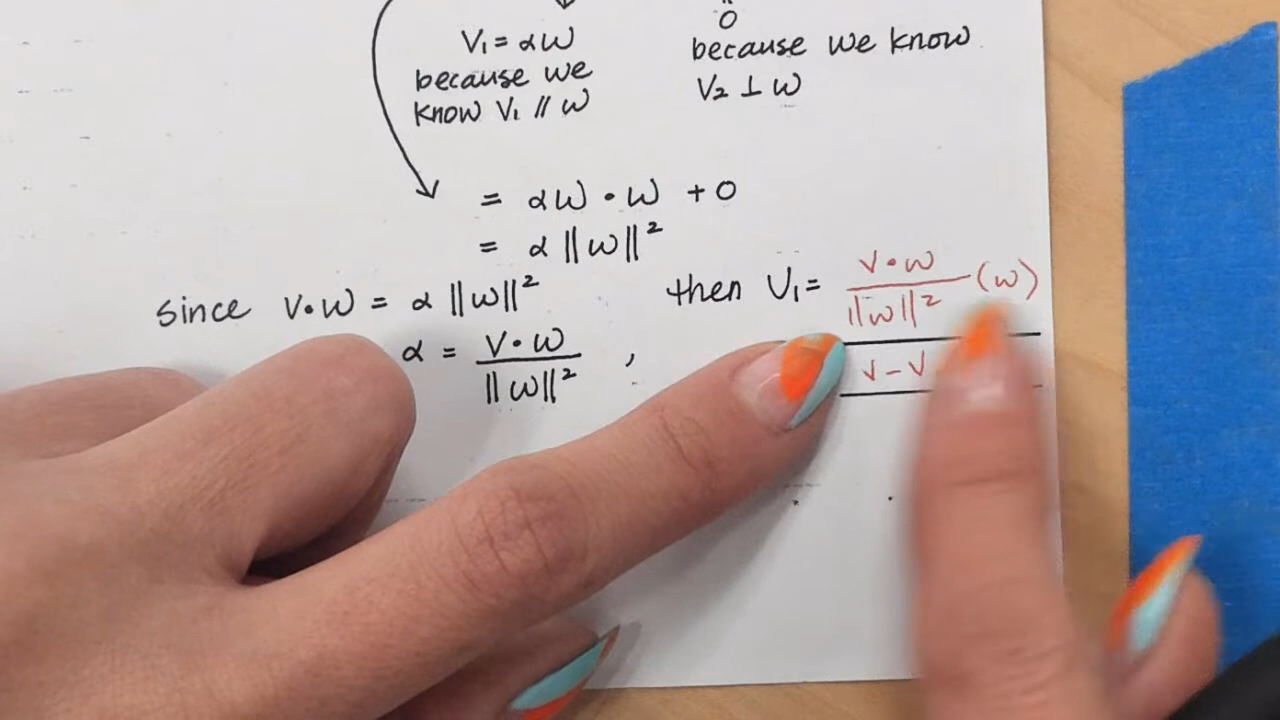 V₁ = αw
because we
know V₁ // w
0
because we know
V₂ ⊥ w
= αw • w + 0
= α ||w||²
since V•w = α ||w||²
α = V•w / ||w||² ,
then V₁ = V•w / ||w||² (w)
V - V